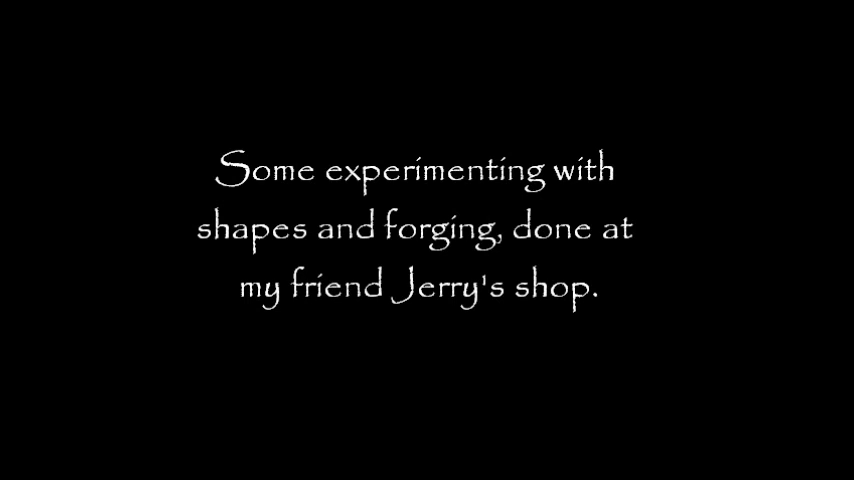 Some experimenting with
shapes and forging, done at
my friend Jerry's shop.